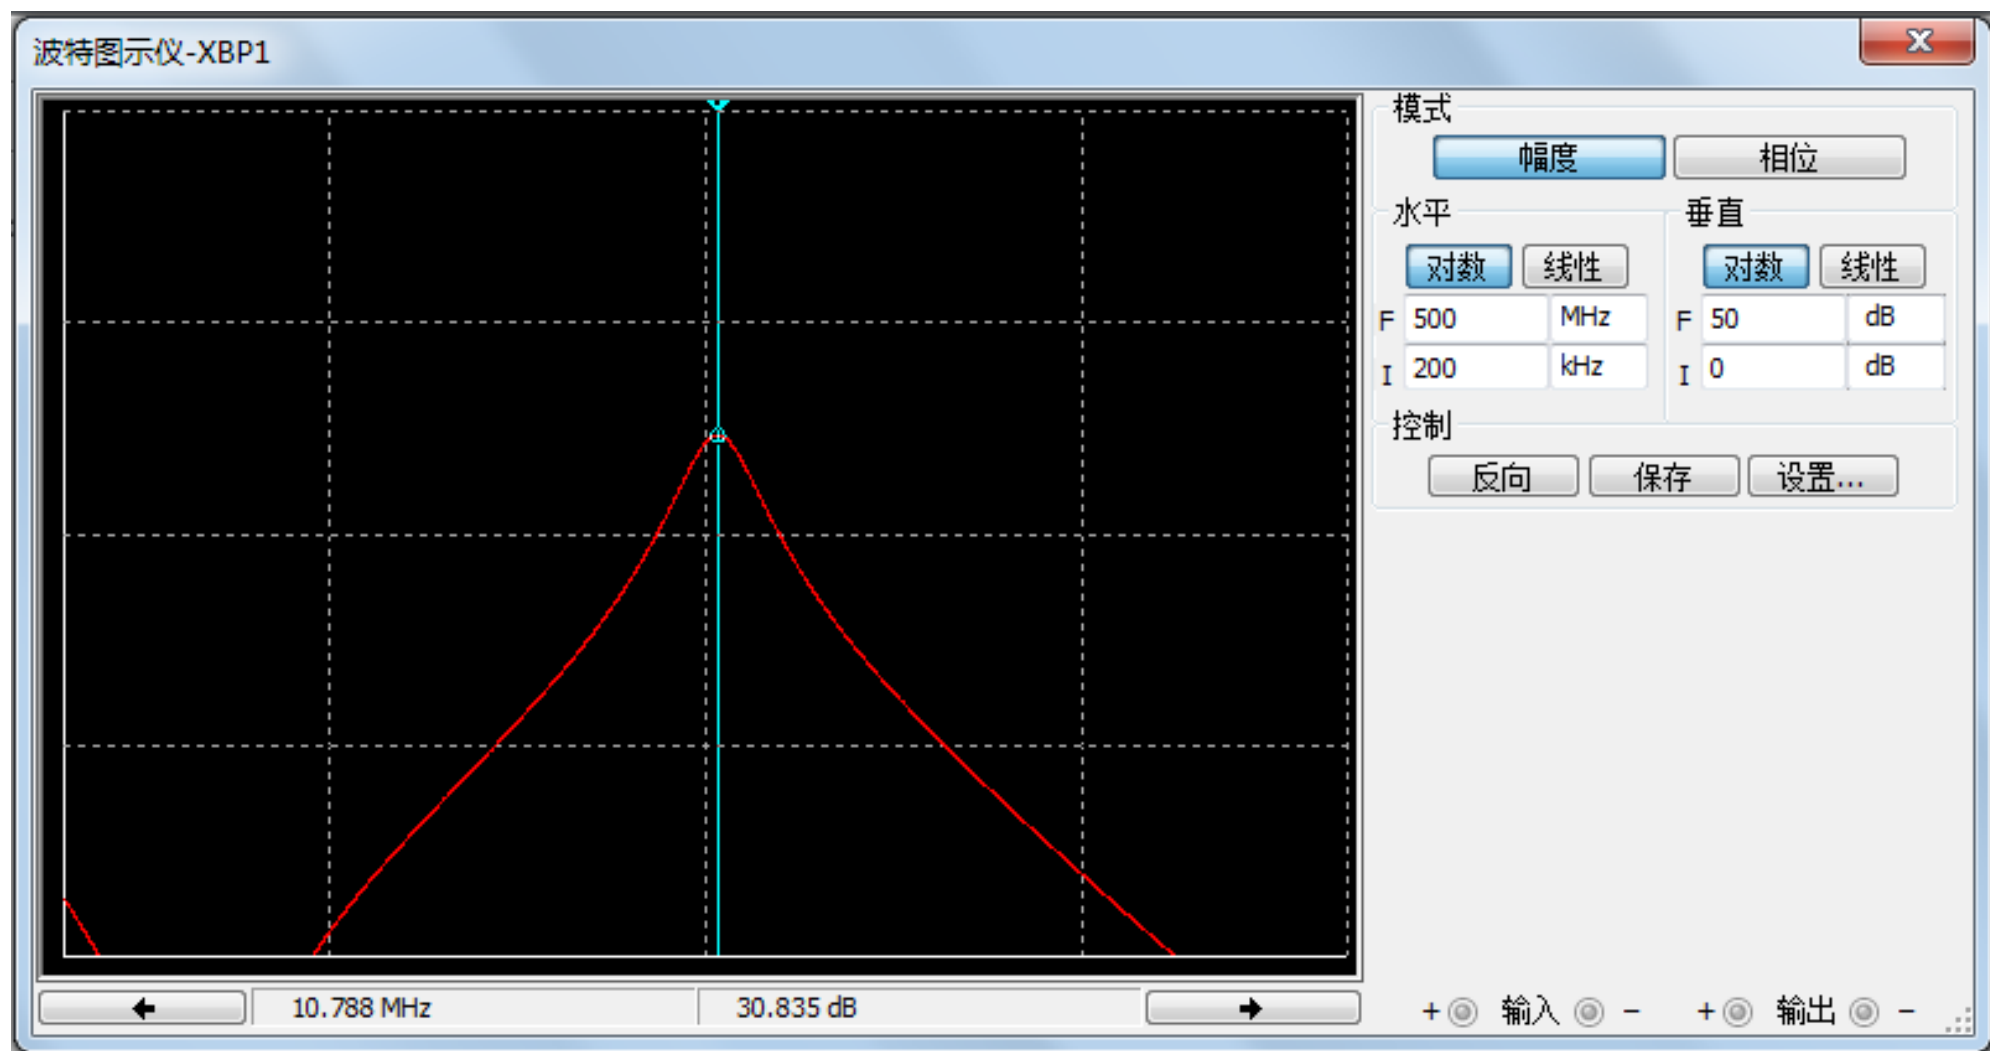 波特图示仪-XBP1
模式
幅度 相位
水平 垂直
对数 线性 对数 线性
F 500 MHz F 50 dB
I 200 kHz I 0 dB
控制
反向 保存 设置...
10.788 MHz 30.835 dB
+ 输入 - + 输出 -